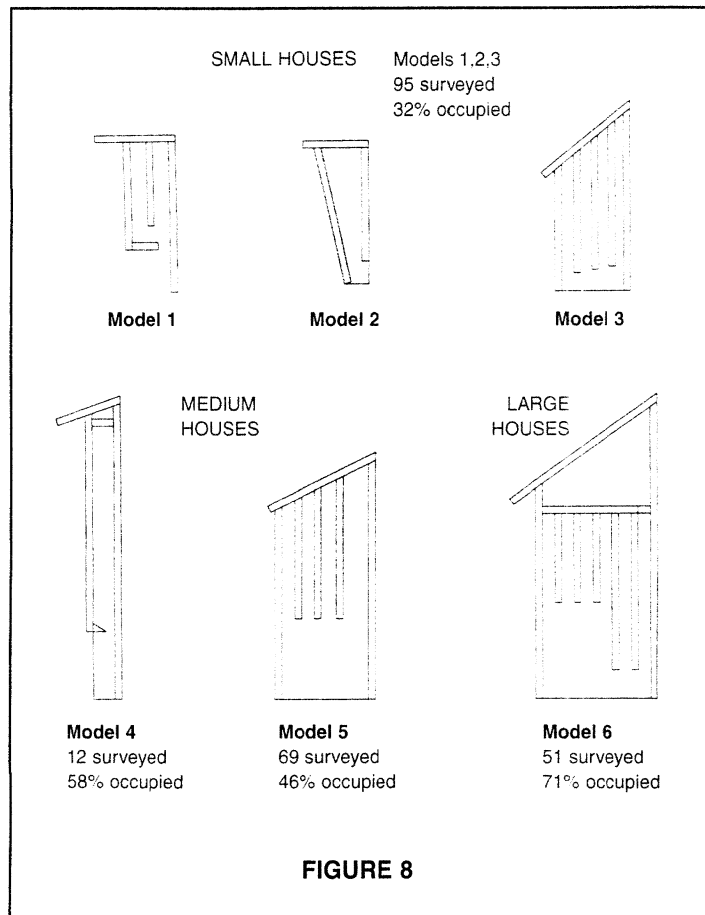 SMALL HOUSES Models 1,2,3
95 surveyed
32% occupied
Model 1 Model 2 Model 3
MEDIUM
HOUSES
LARGE
HOUSES
Model 4
12 surveyed
58% occupied
Model 5
69 surveyed
46% occupied
Model 6
51 surveyed
71% occupied
FIGURE 8